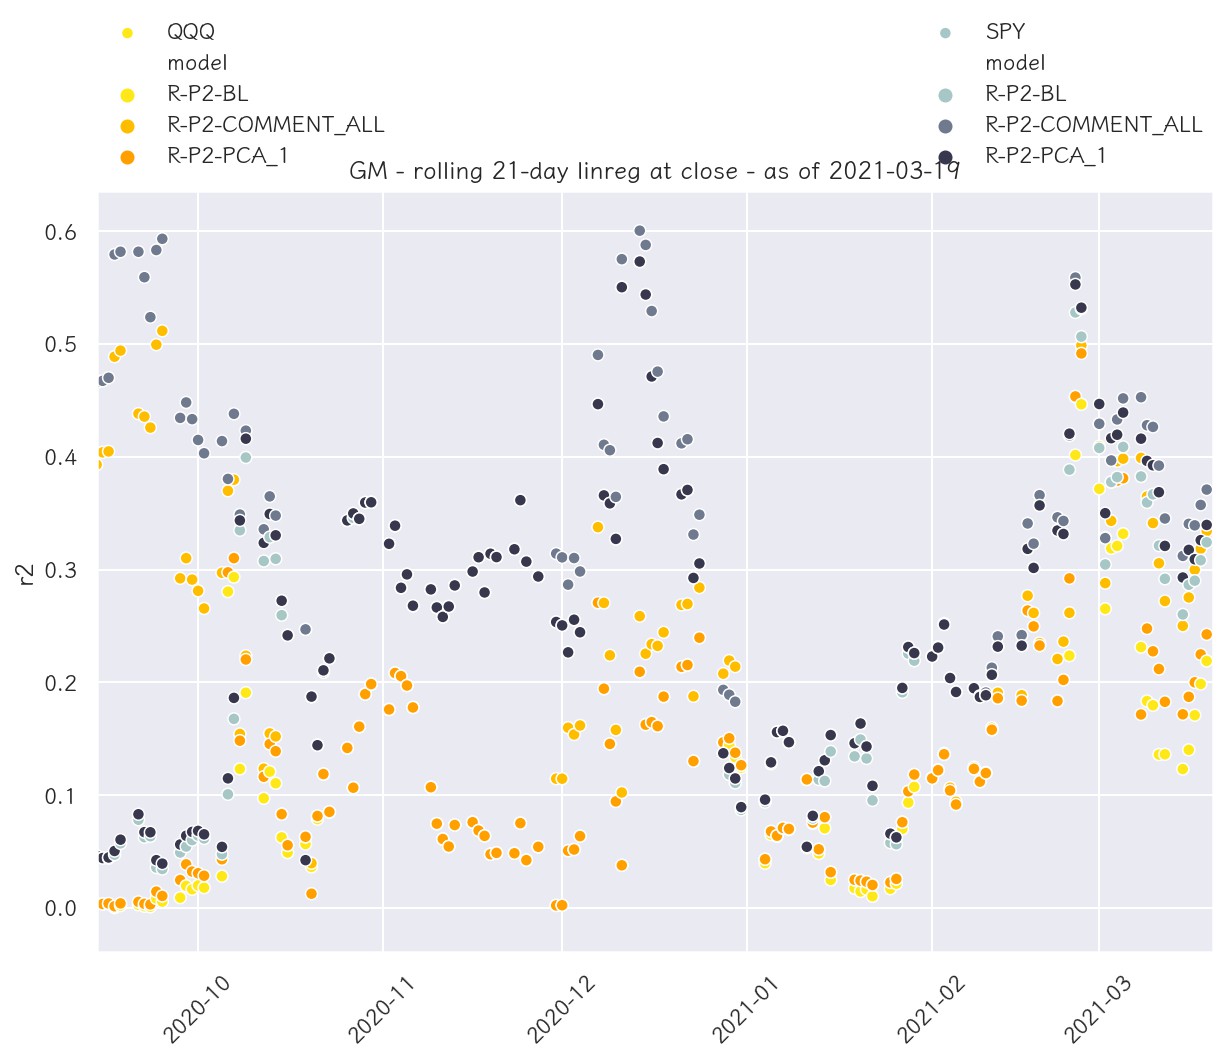 QQQ
model
R-P2-BL
R-P2-COMMENT_ALL
R-P2-PCA_1
SPY
model
R-P2-BL
R-P2-COMMENT_ALL
R-P2-PCA_1
GM - rolling 21-day linreg at close - as of 2021-03-19
0.6
0.5
0.4
0.3
0.2
0.1
0.0
r2
2020-10
2020-11
2020-12
2021-01
2021-02
2021-03